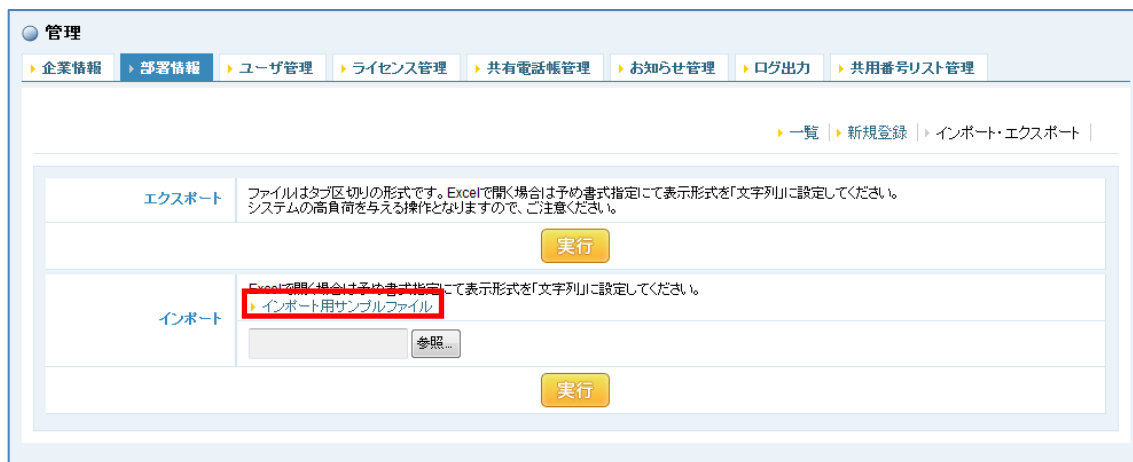 管理
企業情報 部署情報 ユーザ管理 ライセンス管理 共有電話帳管理 お知らせ管理 ログ出力 共用番号リスト管理
一覧 新規登録 インポート・エクスポート
エクスポート
ファイルはタブ区切りの形式です。Excelで開く場合は予め書式指定にて表示形式を「文字列」に設定してください。
システムの高負荷を与える操作となりますので、ご注意ください。
実行
インポート
Excelで開く場合は予め書式指定にて表示形式を「文字列」に設定してください。
インポート用サンプルファイル
参照...
実行